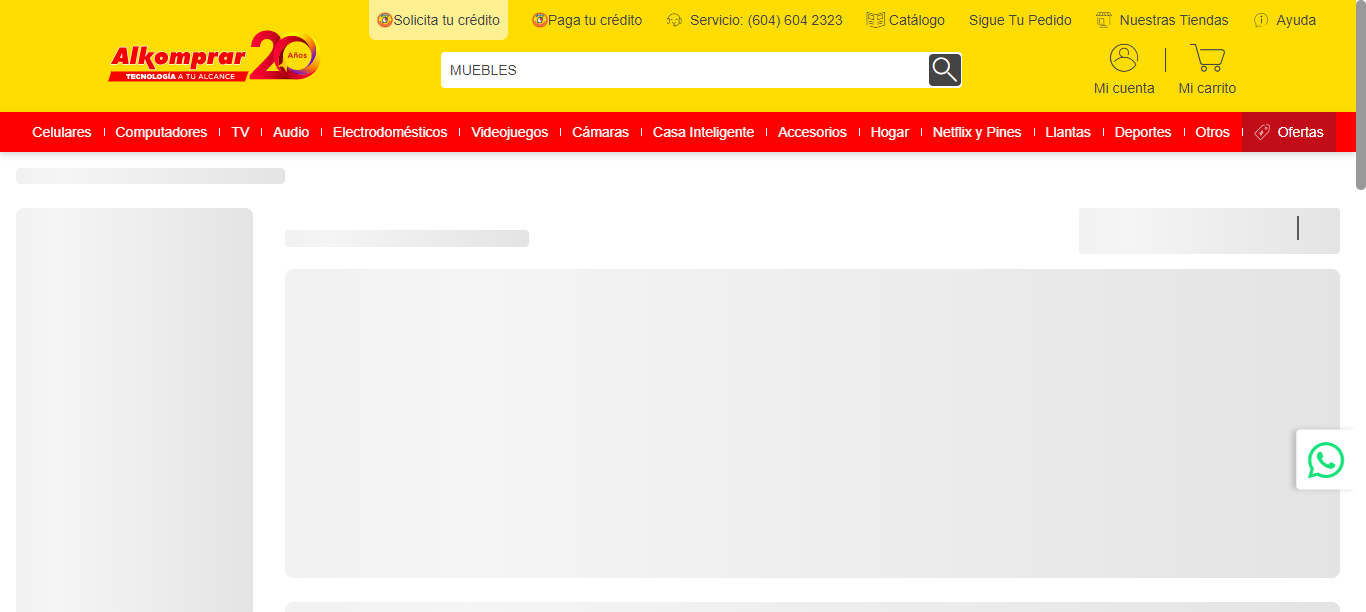 Solicita tu crédito
Paga tu crédito
Servicio: (604) 604 2323
Catálogo
Sigue Tu Pedido
Nuestras Tiendas
Ayuda
Alkomprar 20 Años
TECNOLOGÍA A TU ALCANCE
MUEBLES
Mi cuenta
Mi carrito
Celulares
Computadores
TV
Audio
Electrodomésticos
Videojuegos
Cámaras
Casa Inteligente
Accesorios
Hogar
Netflix y Pines
Llantas
Deportes
Otros
Ofertas